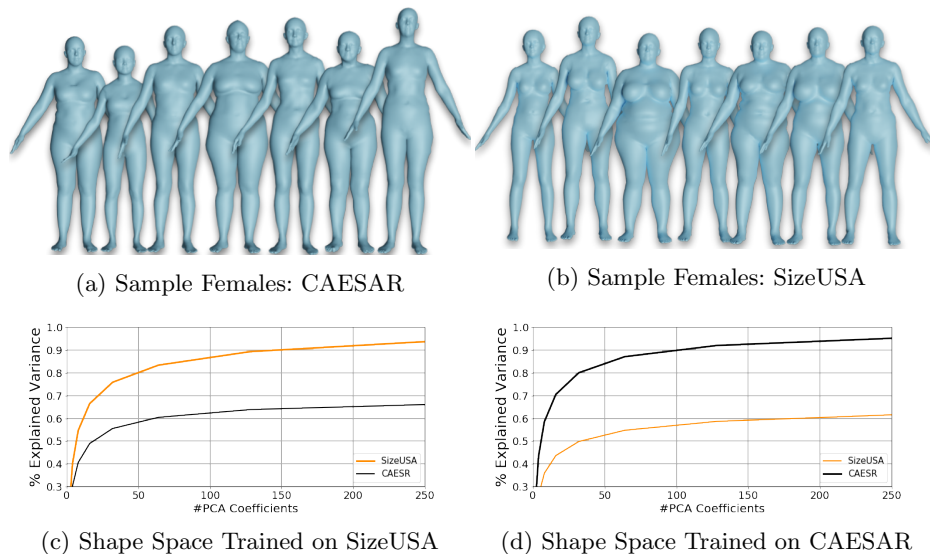 (a) Sample Females: CAESAR
(b) Sample Females: SizeUSA
% Explained Variance
1.0
0.9
0.8
0.7
0.6
0.5
0.4
0.3
0
50
100
150
200
250
#PCA Coefficients
SizeUSA
CAESR
(c) Shape Space Trained on SizeUSA
% Explained Variance
1.0
0.9
0.8
0.7
0.6
0.5
0.4
0.3
0
50
100
150
200
250
#PCA Coefficients
SizeUSA
CAESR
(d) Shape Space Trained on CAESAR